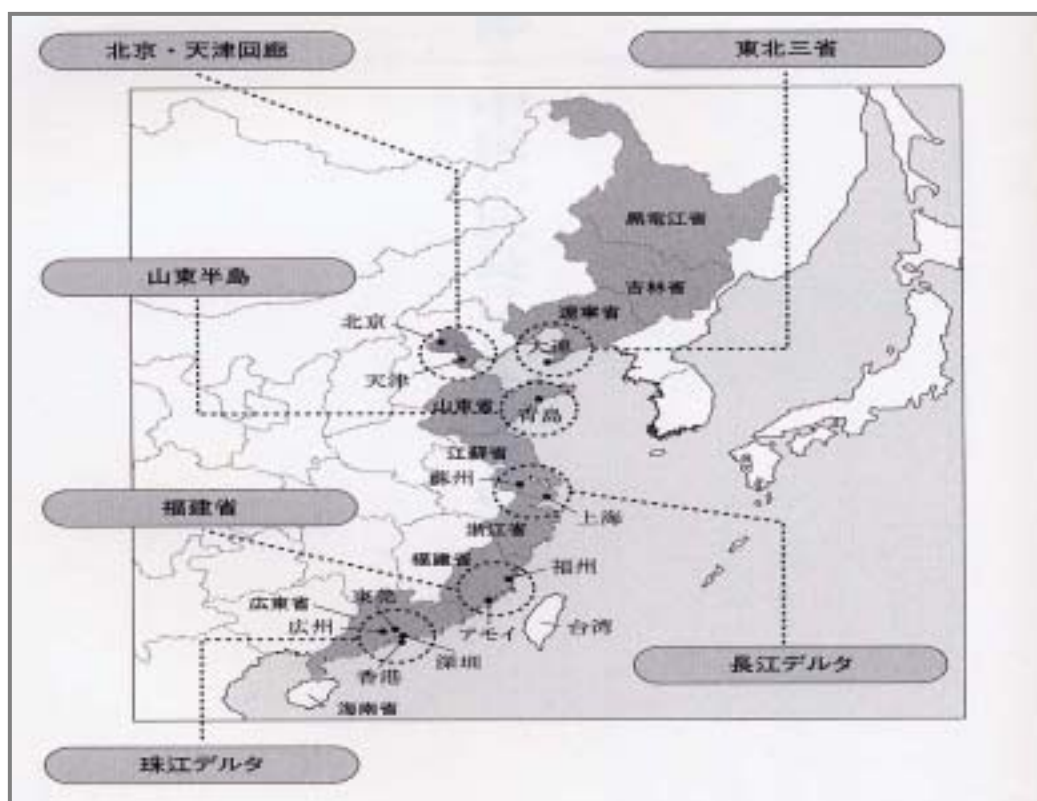 北京・天津回廊
東北三省
黒竜江省
山東半島
吉林省
遼寧省
北京
大連
天津
山東省
青島
江蘇省
蘇州
福建省
上海
浙江省
福建省
福州
東莞
広東省
広州
アモイ
台湾
深圳
香港
長江デルタ
海南省
珠江デルタ